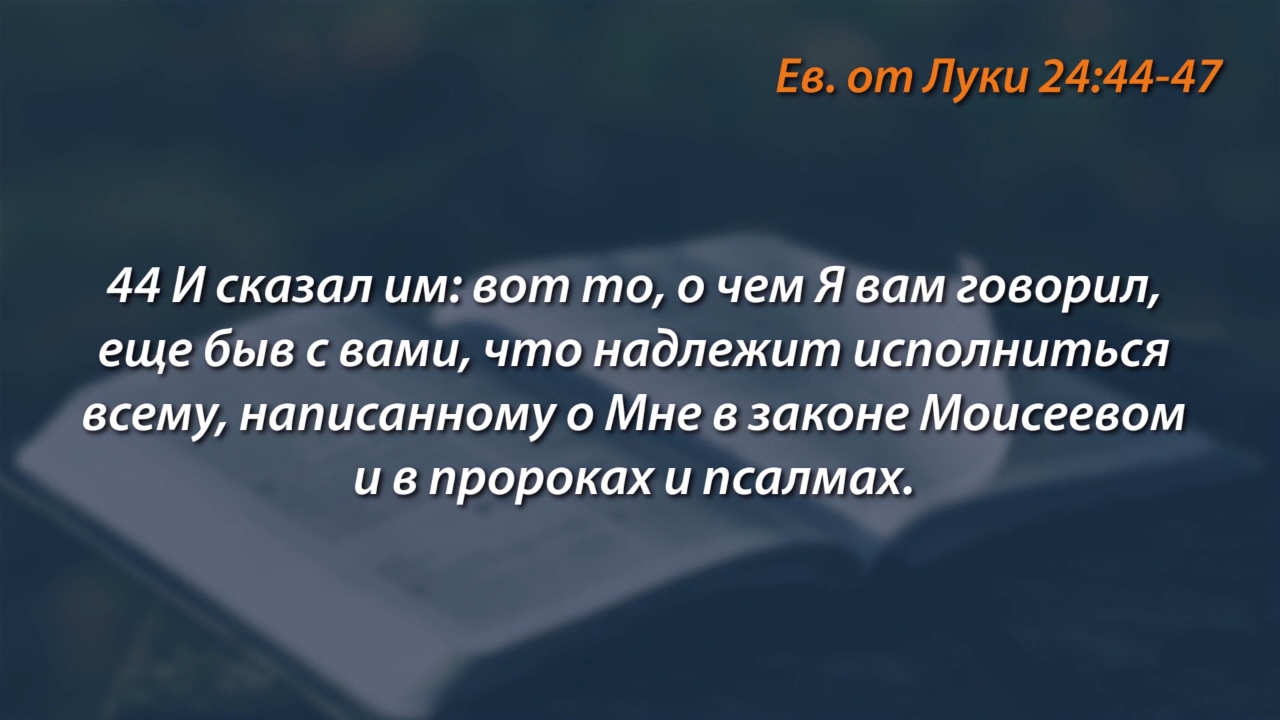 Ев. от Луки 24:44-47
44 И сказал им: вот то, о чем Я вам говорил,
еще быв с вами, что надлежит исполниться
всему, написанному о Мне в законе Моисеевом
и в пророках и псалмах.